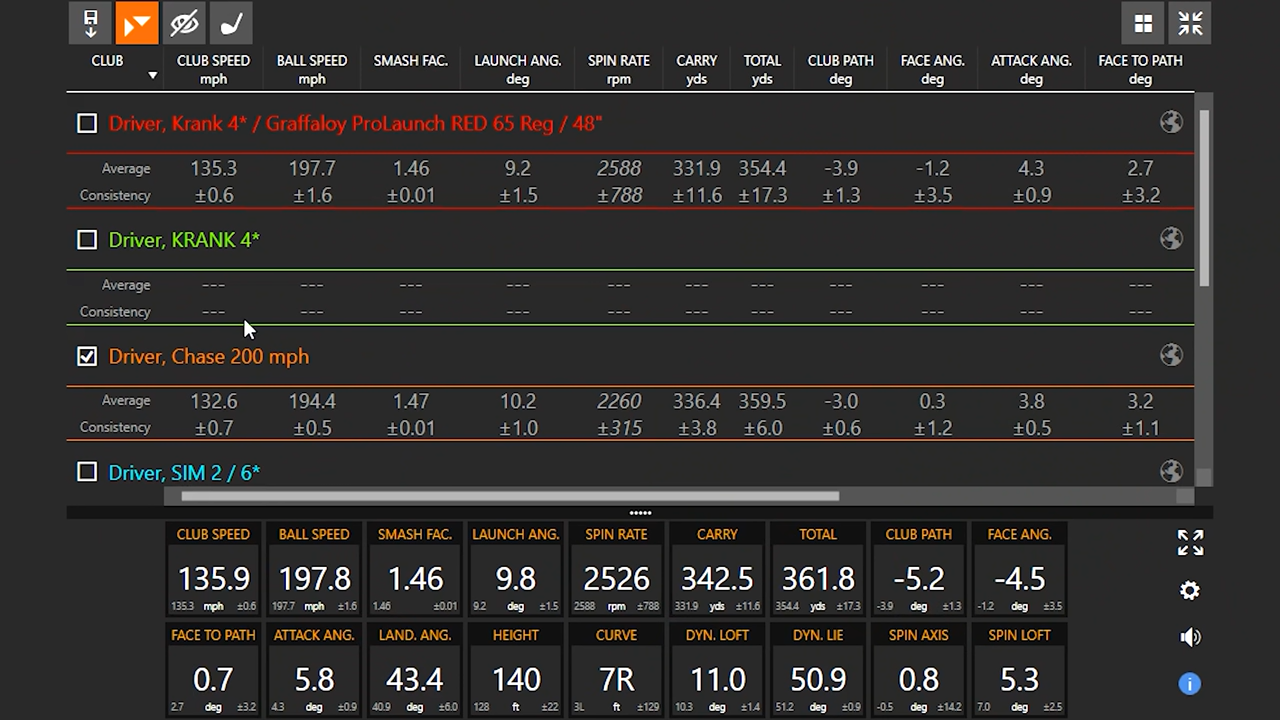 CLUB CLUB SPEED BALL SPEED SMASH FAC. LAUNCH ANG. SPIN RATE CARRY TOTAL CLUB PATH FACE ANG. ATTACK ANG. FACE TO PATH
mph mph deg rpm yds yds deg deg deg deg
Driver, Krank 4* / Graffaloy ProLaunch RED 65 Reg / 48"
Average 135.3 197.7 1.46 9.2 2588 331.9 354.4 -3.9 -1.2 4.3 2.7
Consistency ±0.6 ±1.6 ±0.01 ±1.5 ±788 ±11.6 ±17.3 ±1.3 ±3.5 ±0.9 ±3.2
Driver, KRANK 4*
Average --- --- --- --- --- --- --- --- --- --- ---
Consistency --- --- --- --- --- --- --- --- --- --- ---
Driver, Chase 200 mph
Average 132.6 194.4 1.47 10.2 2260 336.4 359.5 -3.0 0.3 3.8 3.2
Consistency ±0.7 ±0.5 ±0.01 ±1.0 ±315 ±3.8 ±6.0 ±0.6 ±1.2 ±0.5 ±1.1
Driver, SIM 2 / 6*
CLUB SPEED BALL SPEED SMASH FAC. LAUNCH ANG. SPIN RATE CARRY TOTAL CLUB PATH FACE ANG.
135.9 197.8 1.46 9.8 2526 342.5 361.8 -5.2 -4.5
135.3 mph ±0.6 197.7 mph ±1.6 1.46 ±0.01 9.2 deg ±1.5 2588 rpm ±788 331.9 yds ±11.6 354.4 yds ±17.3 -3.9 deg ±1.3 -1.2 deg ±3.5
FACE TO PATH ATTACK ANG. LAND. ANG. HEIGHT CURVE DYN. LOFT DYN. LIE SPIN AXIS SPIN LOFT
0.7 5.8 43.4 140 7R 11.0 50.9 0.8 5.3
2.7 deg ±3.2 4.3 deg ±0.9 40.9 deg ±6.0 128 ft ±22 3L ft ±129 10.3 deg ±1.4 51.2 deg ±0.9 -0.5 deg ±14.2 7.0 deg ±2.5